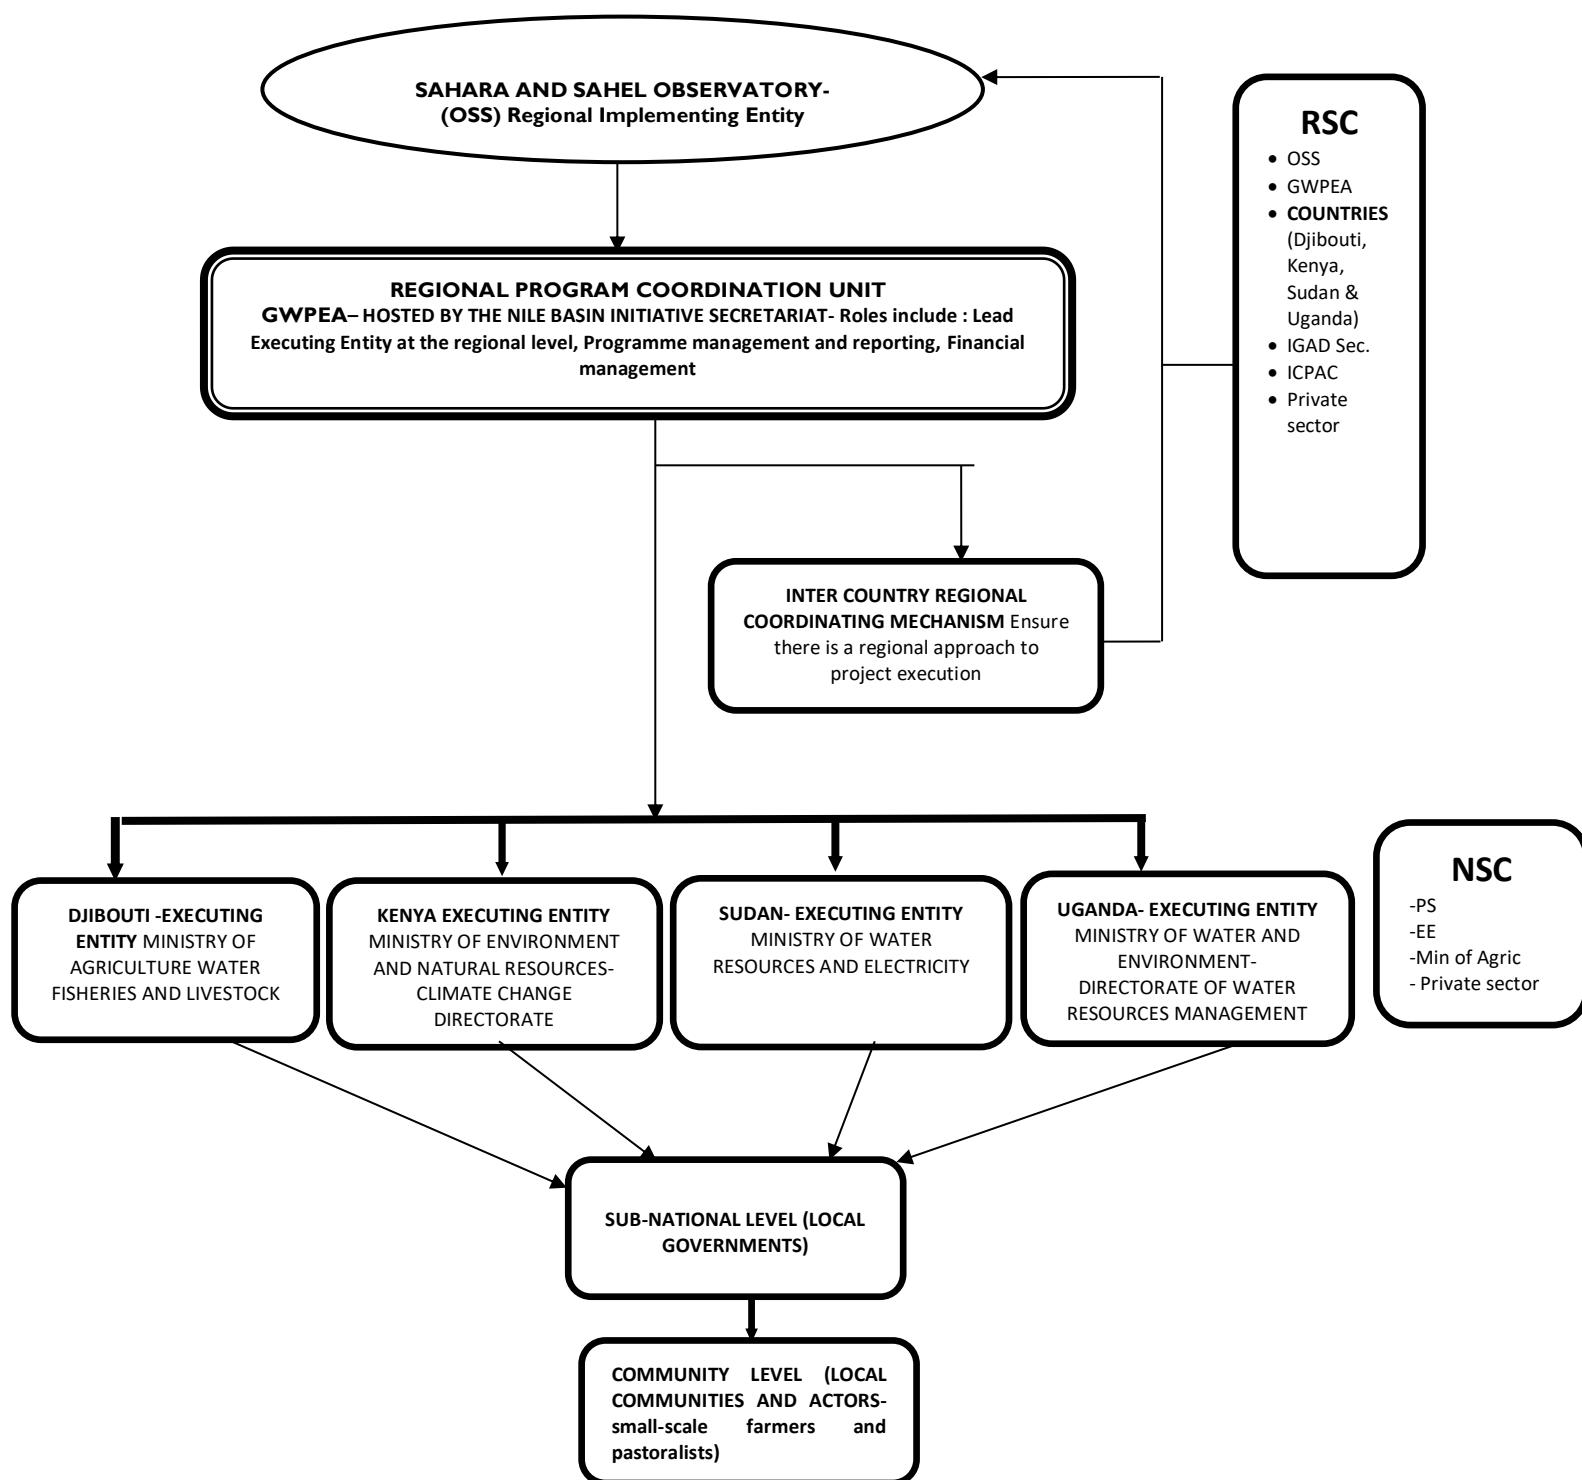 SAHARA AND SAHEL OBSERVATORY-
(OSS) Regional Implementing Entity
RSC
• OSS
• GWPEA
• COUNTRIES
(Djibouti,
Kenya,
Sudan &
Uganda)
• IGAD Sec.
• ICPAC
• Private
sector
REGIONAL PROGRAM COORDINATION UNIT
GWPEA– HOSTED BY THE NILE BASIN INITIATIVE SECRETARIAT- Roles include : Lead
Executing Entity at the regional level, Programme management and reporting, Financial
management
INTER COUNTRY REGIONAL
COORDINATING MECHANISM Ensure
there is a regional approach to
project execution
DJIBOUTI -EXECUTING
ENTITY MINISTRY OF
AGRICULTURE WATER
FISHERIES AND LIVESTOCK
KENYA EXECUTING ENTITY
MINISTRY OF ENVIRONMENT
AND NATURAL RESOURCES-
CLIMATE CHANGE
DIRECTORATE
SUDAN- EXECUTING ENTITY
MINISTRY OF WATER
RESOURCES AND ELECTRICITY
UGANDA- EXECUTING ENTITY
MINISTRY OF WATER AND
ENVIRONMENT-
DIRECTORATE OF WATER
RESOURCES MANAGEMENT
NSC
-PS
-EE
-Min of Agric
- Private sector
SUB-NATIONAL LEVEL (LOCAL
GOVERNMENTS)
COMMUNITY LEVEL (LOCAL
COMMUNITIES AND ACTORS-
small-scale farmers and
pastoralists)